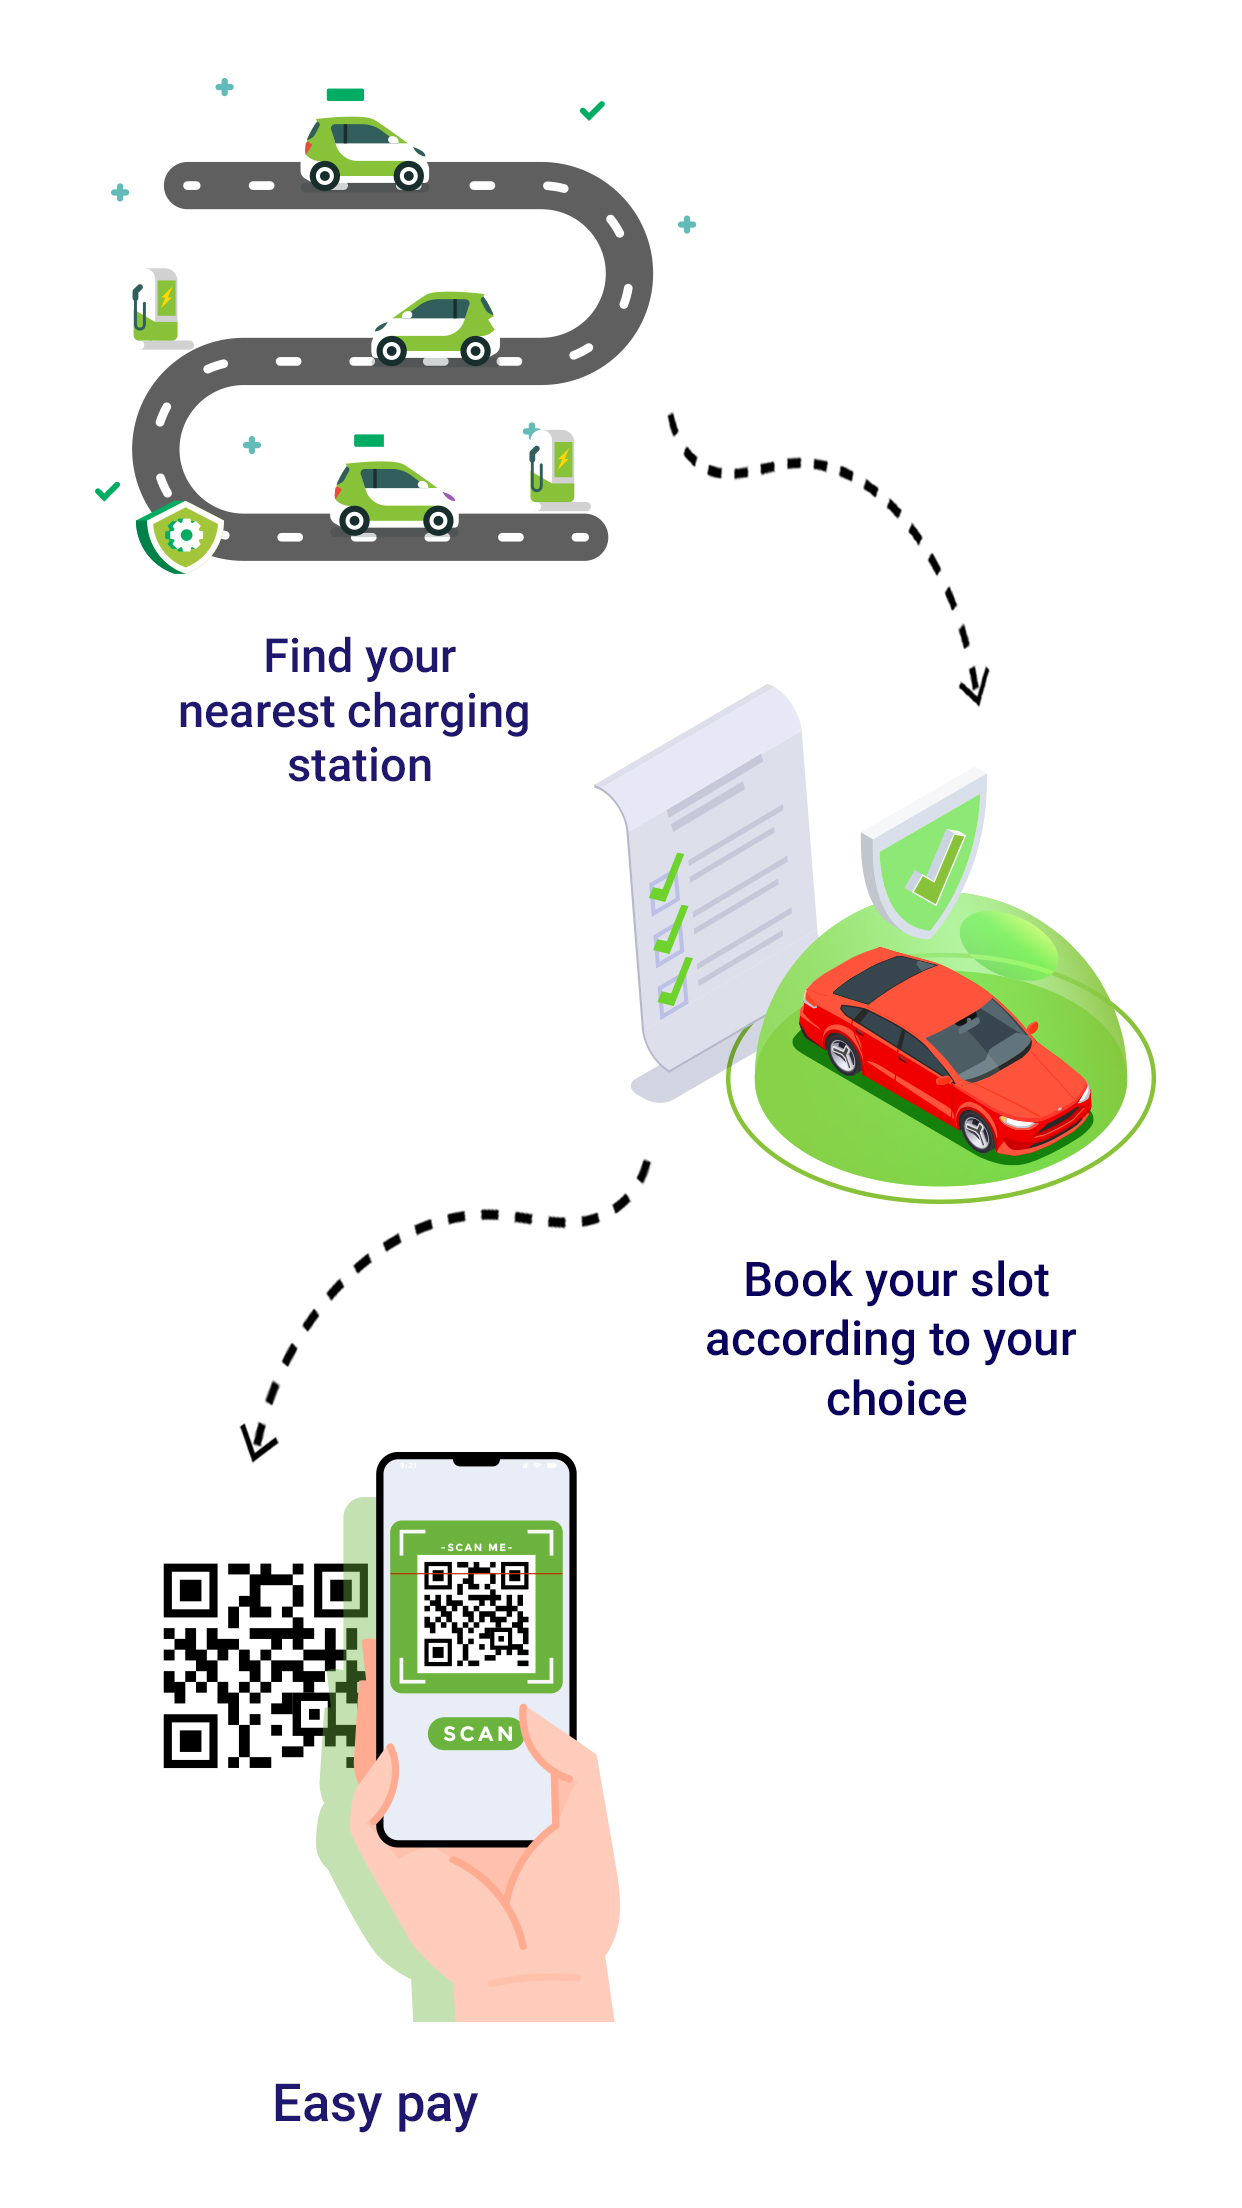 Find your
nearest charging
station
Book your slot
according to your
choice
-SCAN ME-
SCAN
Easy pay